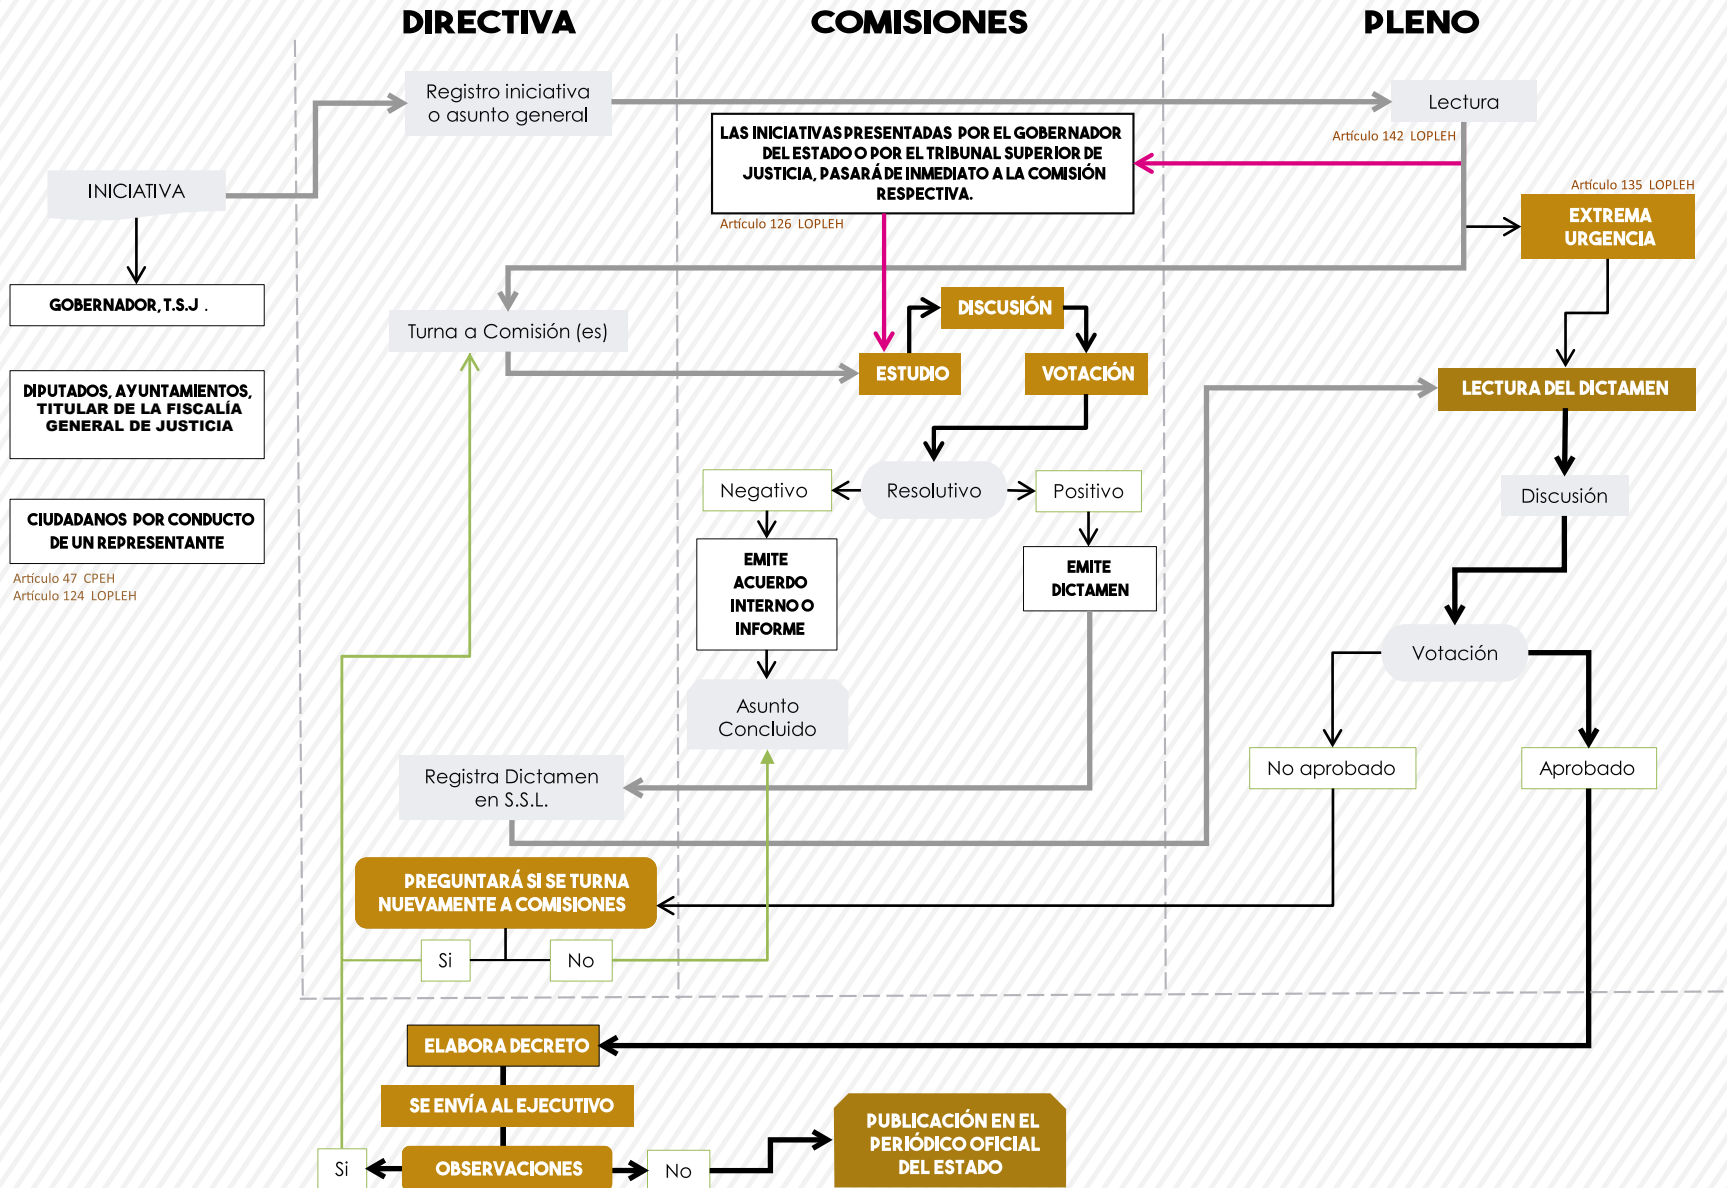 DIRECTIVA
COMISIONES
PLENO
Registro iniciativa
o asunto general
Lectura
Artículo 142 LOPLEH
LAS INICIATIVAS PRESENTADAS POR EL GOBERNADOR
DEL ESTADO O POR EL TRIBUNAL SUPERIOR DE
JUSTICIA, PASARÁ DE INMEDIATO A LA COMISIÓN
RESPECTIVA.
Artículo 126 LOPLEH
INICIATIVA
Artículo 135 LOPLEH
EXTREMA
URGENCIA
GOBERNADOR, T.S.J .
DIPUTADOS, AYUNTAMIENTOS,
TITULAR DE LA FISCALÍA
GENERAL DE JUSTICIA
CIUDADANOS POR CONDUCTO
DE UN REPRESENTANTE
Artículo 47 CPEH
Artículo 124 LOPLEH
Turna a Comisión (es)
DISCUSIÓN
ESTUDIO
VOTACIÓN
LECTURA DEL DICTAMEN
Negativo
Resolutivo
Positivo
Discusión
EMITE
ACUERDO
INTERNO O
INFORME
EMITE
DICTAMEN
Votación
Asunto
Concluido
Registra Dictamen
en S.S.L.
No aprobado
Aprobado
PREGUNTARÁ SI SE TURNA
NUEVAMENTE A COMISIONES
Si
No
ELABORA DECRETO
SE ENVÍA AL EJECUTIVO
OBSERVACIONES
Si
No
PUBLICACIÓN EN EL
PERIÓDICO OFICIAL
DEL ESTADO